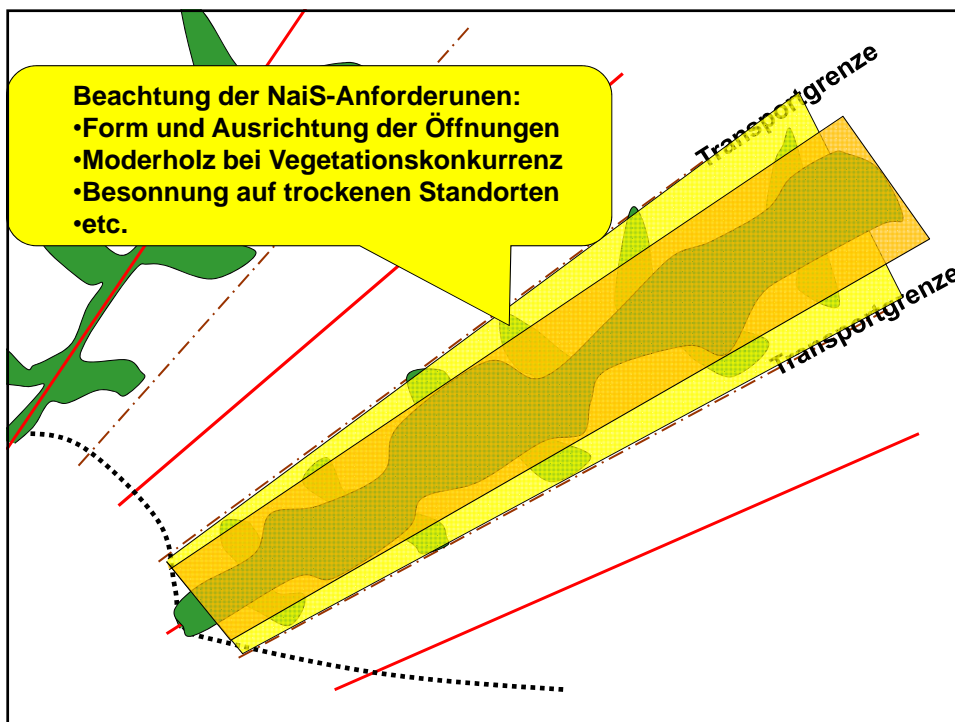 Beachtung der NaiS-Anforderunen:
•Form und Ausrichtung der Öffnungen
•Moderholz bei Vegetationskonkurrenz
•Besonnung auf trockenen Standorten
•etc.
Transportgrenze
Transportgrenze